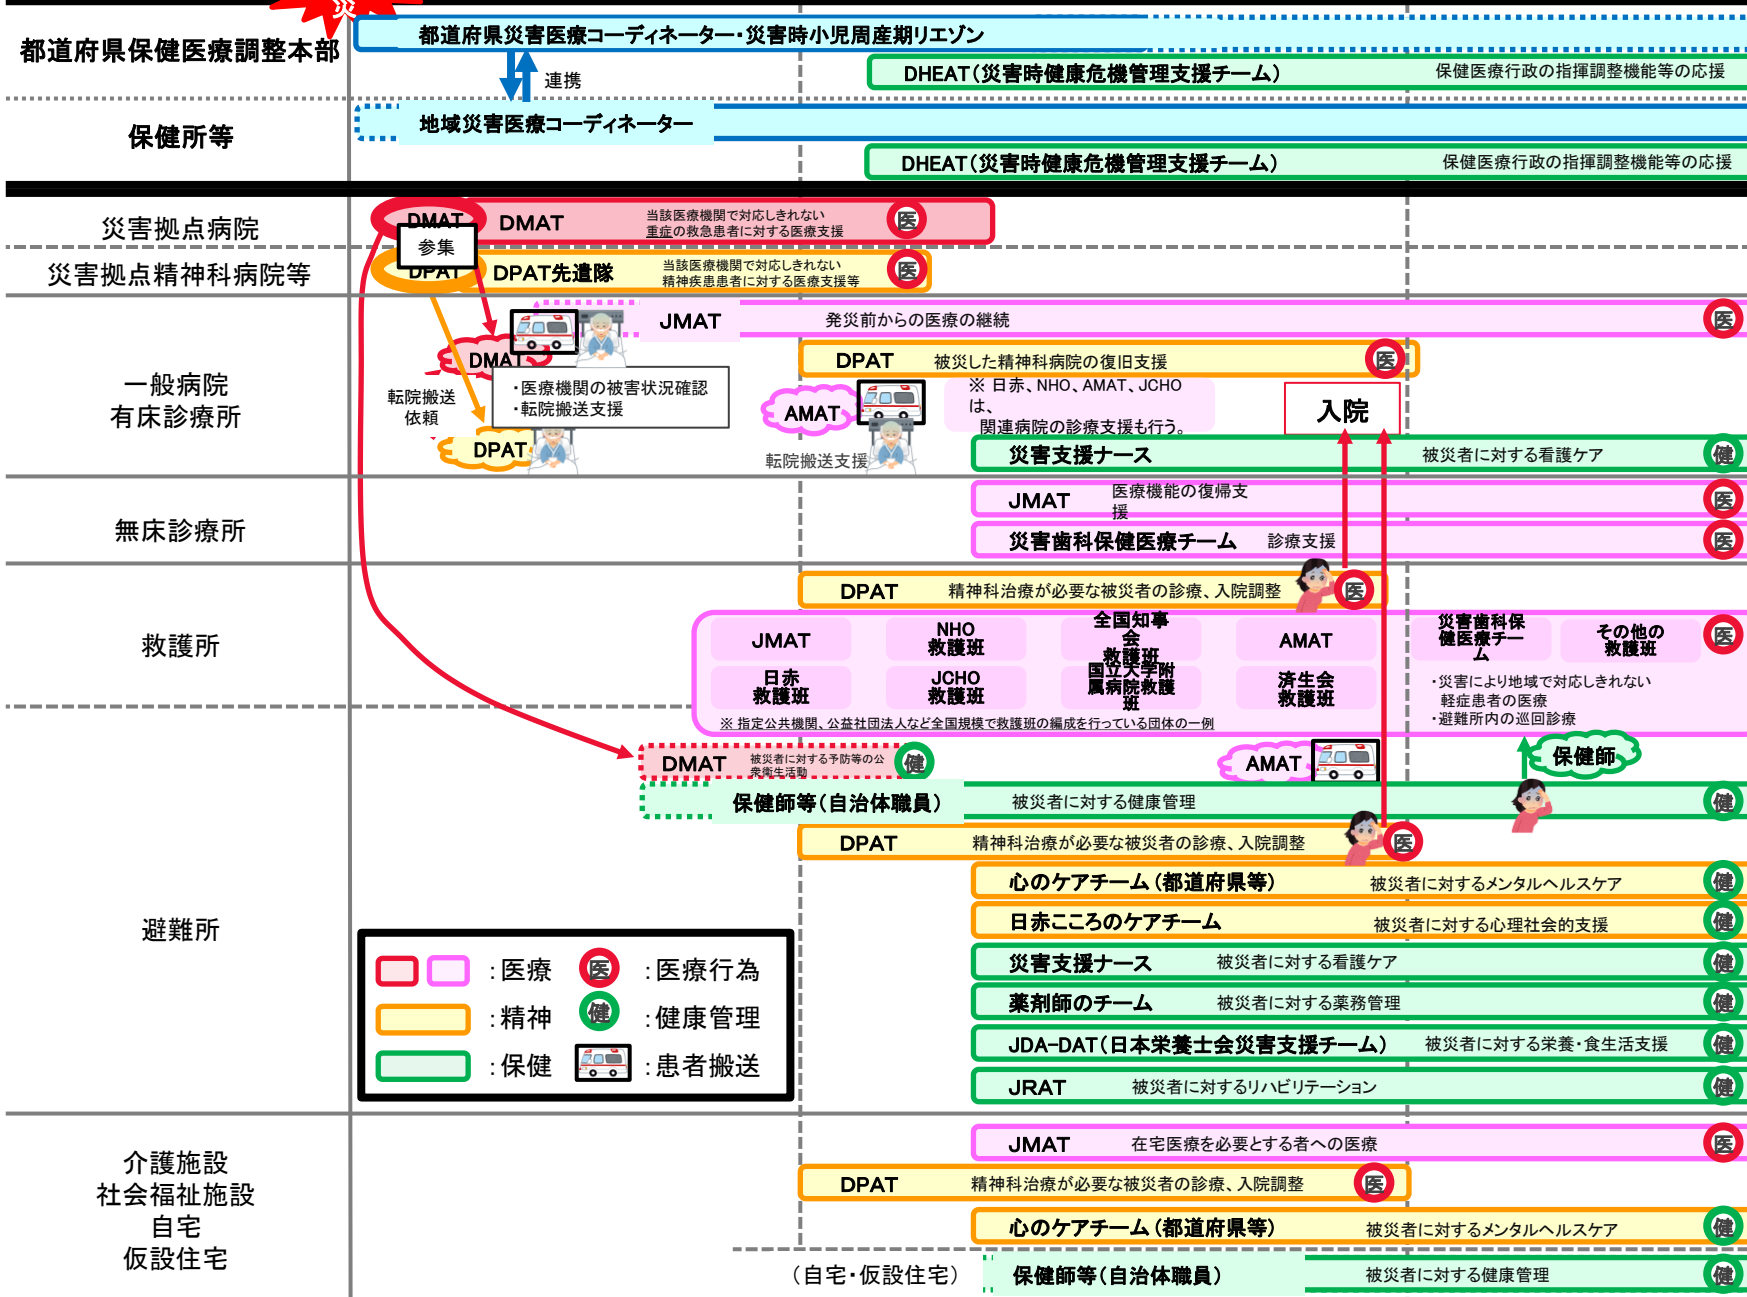 災
都道府県保健医療調整本部
都道府県災害医療コーディネーター・災害時小児周産期リエゾン
連携
DHEAT(災害時健康危機管理支援チーム)
保健医療行政の指揮調整機能等の応援
保健所等
地域災害医療コーディネーター
DHEAT(災害時健康危機管理支援チーム)
保健医療行政の指揮調整機能等の応援
災害拠点病院
DMAT
参集
DMAT
当該医療機関で対応しきれない
重症の救急患者に対する医療支援
医
災害拠点精神科病院等
DPAT
DPAT先遣隊
当該医療機関で対応しきれない
精神疾患患者に対する医療支援等
医
一般病院
有床診療所
JMAT
発災前からの医療の継続
医
DMAT
・医療機関の被害状況確認
・転院搬送支援
転院搬送
依頼
DPAT
DPAT
被災した精神科病院の復旧支援
医
AMAT
転院搬送支援
※ 日赤、NHO、AMAT、JCHO
は、
関連病院の診療支援も行う。
入院
災害支援ナース
被災者に対する看護ケア
健
無床診療所
JMAT
医療機能の復帰支
援
医
災害歯科保健医療チーム
診療支援
医
救護所
DPAT
精神科治療が必要な被災者の診療、入院調整
医
JMAT
NHO
救護班
全国知事
会
救護班
AMAT
災害歯科保
健医療チー
ム
その他の
救護班
医
日赤
救護班
JCHO
救護班
国立大学附
属病院救護
班
済生会
救護班
・災害により地域で対応しきれない
軽症患者の医療
・避難所内の巡回診療
※ 指定公共機関、公益社団法人など全国規模で救護班の編成を行っている団体の一例
避難所
DMAT
被災者に対する予防等の公
衆衛生活動
健
AMAT
保健師
保健師等(自治体職員)
被災者に対する健康管理
健
DPAT
精神科治療が必要な被災者の診療、入院調整
医
心のケアチーム(都道府県等)
被災者に対するメンタルヘルスケア
健
日赤こころのケアチーム
被災者に対する心理社会的支援
健
災害支援ナース
被災者に対する看護ケア
健
薬剤師のチーム
被災者に対する薬務管理
健
JDA-DAT(日本栄養士会災害支援チーム)
被災者に対する栄養・食生活支援
健
JRAT
被災者に対するリハビリテーション
健
:医療
医
:医療行為
:精神
健
:健康管理
:保健
:患者搬送
介護施設
社会福祉施設
自宅
仮設住宅
JMAT
在宅医療を必要とする者への医療
医
DPAT
精神科治療が必要な被災者の診療、入院調整
医
心のケアチーム(都道府県等)
被災者に対するメンタルヘルスケア
健
(自宅・仮設住宅)
保健師等(自治体職員)
被災者に対する健康管理
健